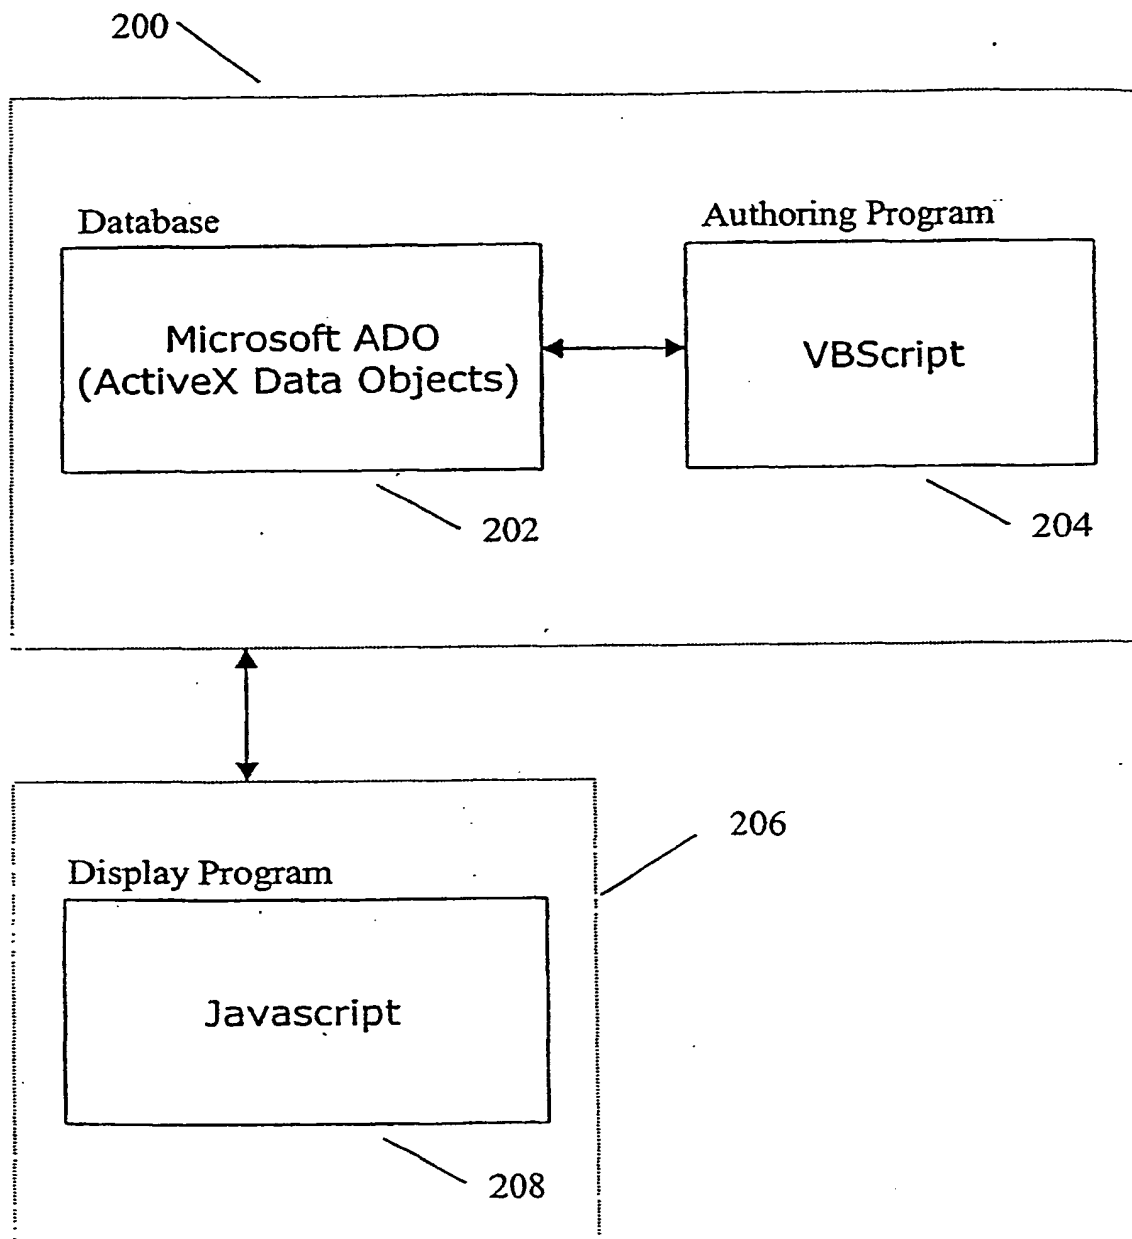 200
Database
Authoring Program
Microsoft ADO
(ActiveX Data Objects)
VBScript
202
204
206
Display Program
Javascript
208